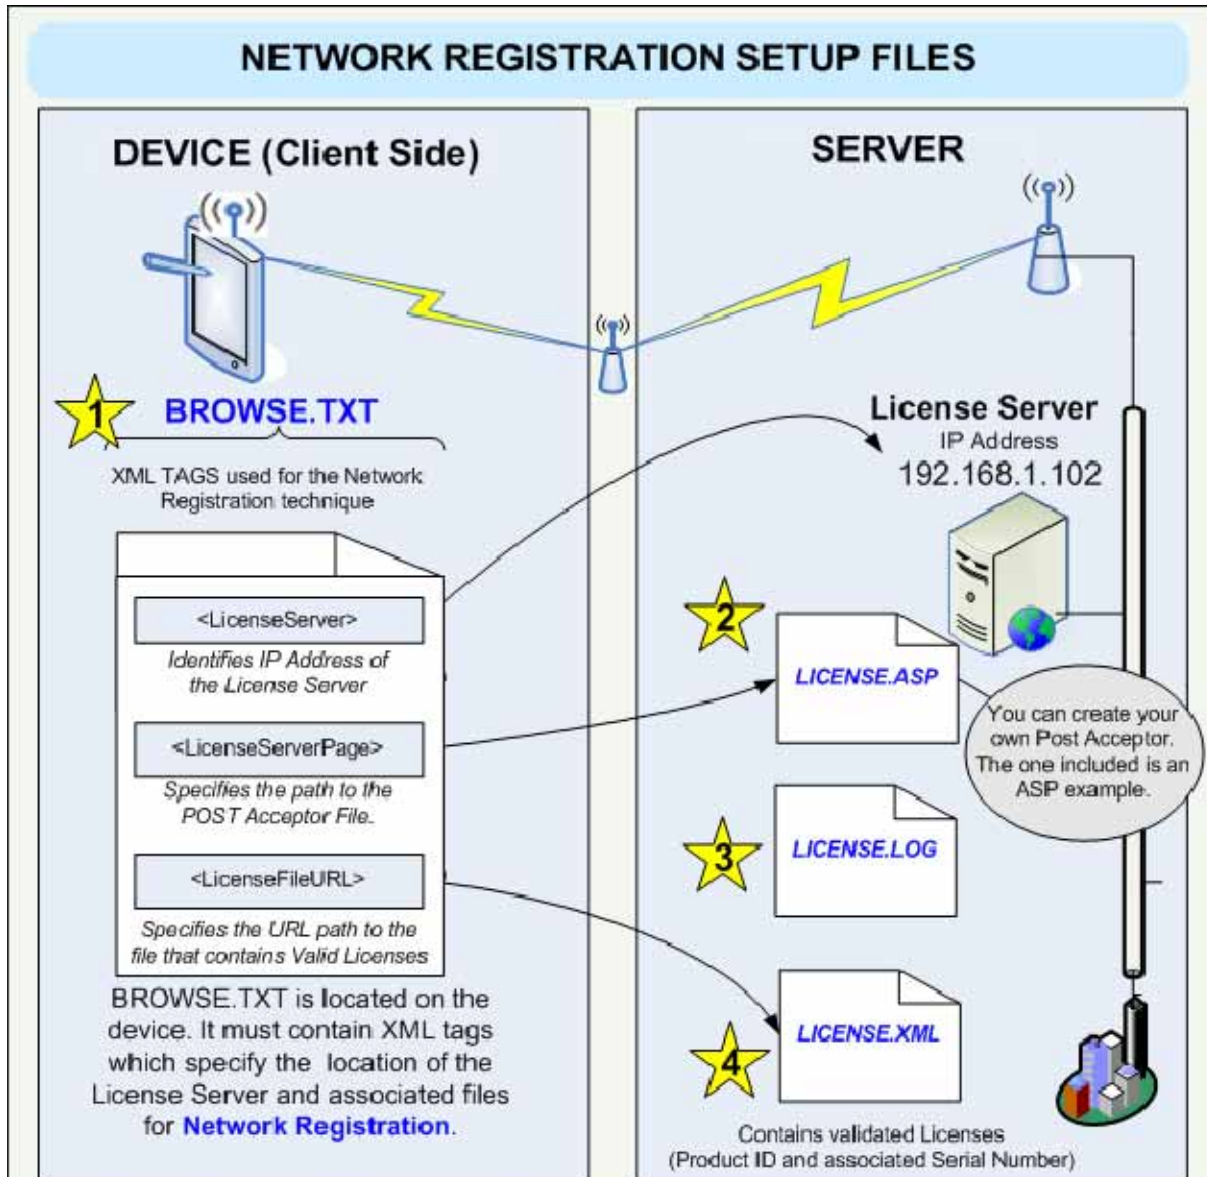 NETWORK REGISTRATION SETUP FILES
DEVICE (Client Side)
1
BROWSE.TXT
XML TAGS used for the Network
Registration technique
<LicenseServer>
Identifies IP Address of
the License Server
<LicenseServerPage>
Specifies the path to the
POST Acceptor File.
<LicenseFileURL>
Specifies the URL path to the
file that contains Valid Licenses
BROWSE.TXT is located on the
device. It must contain XML tags
which specify the location of the
License Server and associated files
for Network Registration.
SERVER
License Server
IP Address
192.168.1.102
2
LICENSE.ASP
You can create your
own Post Acceptor.
The one included is an
ASP example.
3
LICENSE.LOG
4
LICENSE.XML
Contains validated Licenses
(Product ID and associated Serial Number)